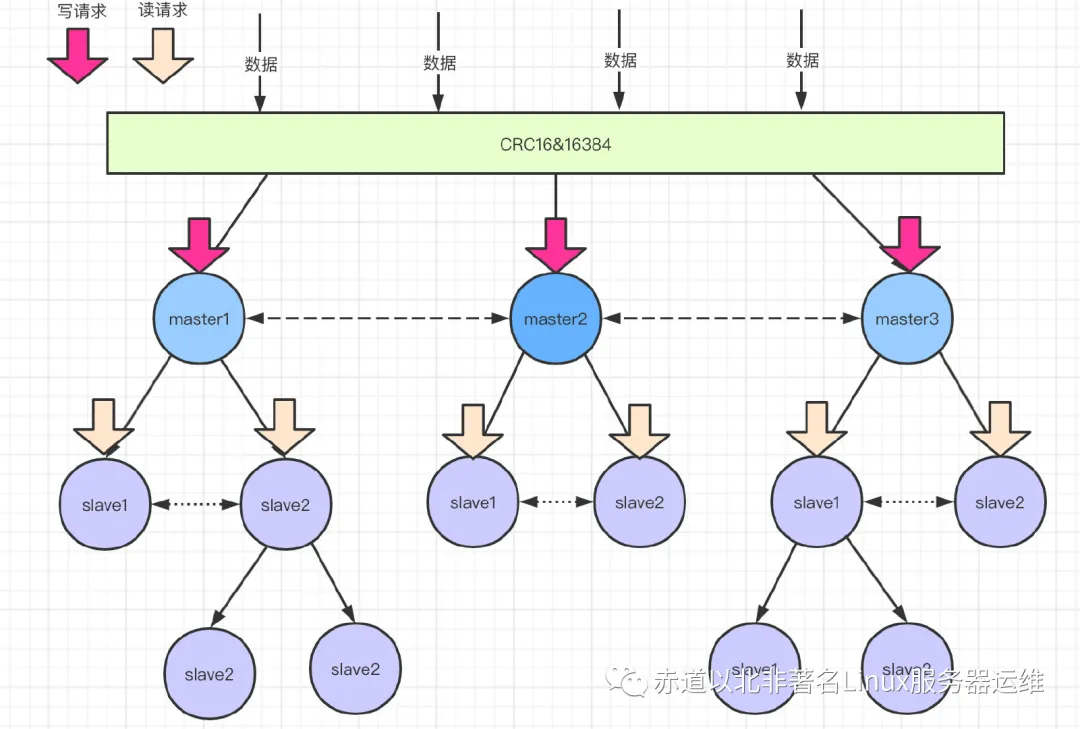 写请求
读请求
数据
数据
数据
数据
CRC16&16384
master1
master2
master3
slave1
slave2
slave1
slave2
slave1
slave2
slave2
slave2
slave1
slave2
赤道以北非著名Linux服务器运维